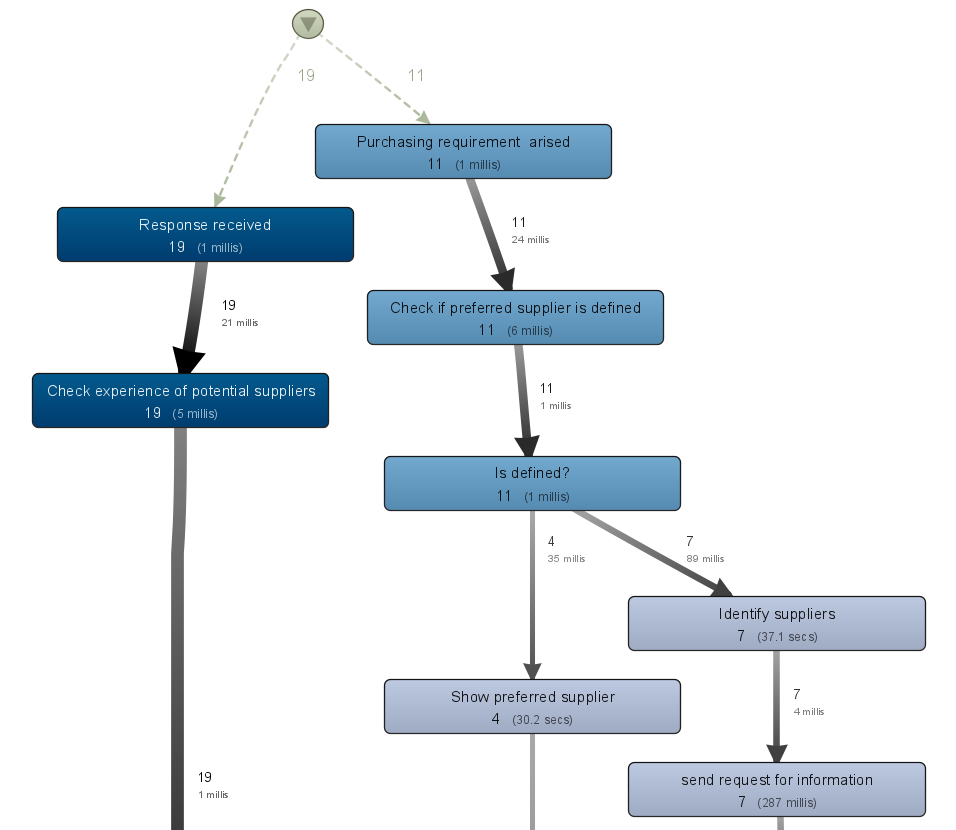 19
11
Purchasing requirement  arised
11 (1 millis)
Response received
19 (1 millis)
11
24 millis
19
21 millis
Check if preferred supplier is defined
11 (6 millis)
Check experience of potential suppliers
19 (5 millis)
11
1 millis
Is defined?
11 (1 millis)
4
35 millis
7
89 millis
Identify suppliers
7 (37.1 secs)
Show preferred supplier
4 (30.2 secs)
7
4 millis
19
1 millis
send request for information
7 (287 millis)